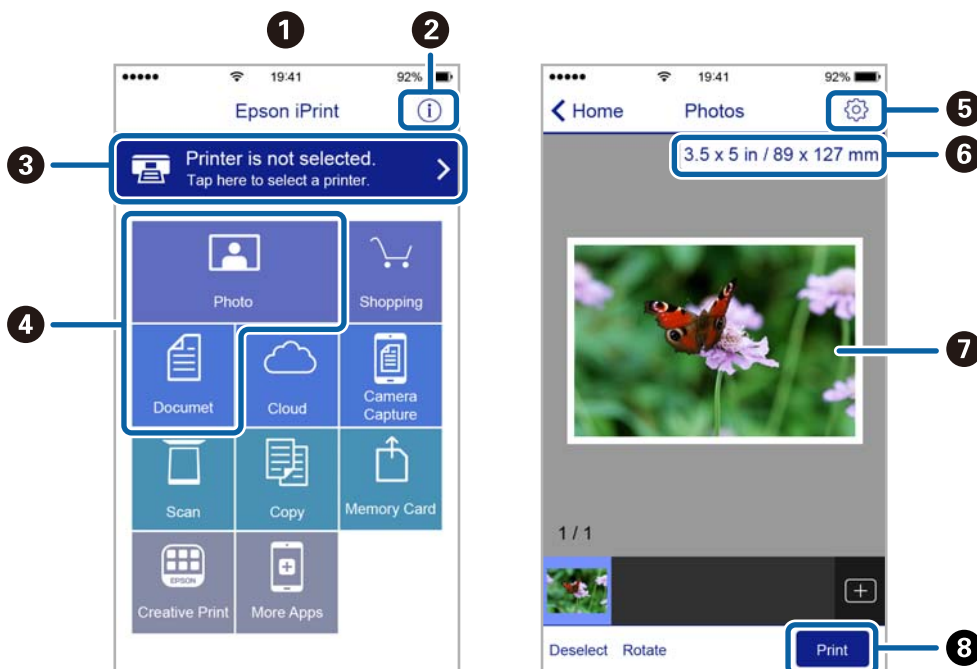 1
2
19:41
92%
Epson iPrint
3
Printer is not selected.
Tap here to select a printer.
4
Photo
Shopping
Documet
Cloud
Camera
Capture
Scan
Copy
Memory Card
EPSON
Creative Print
More Apps
19:41
92%
Home
Photos
5
3.5 x 5 in / 89 x 127 mm
6
7
1 / 1
Deselect
Rotate
Print
8